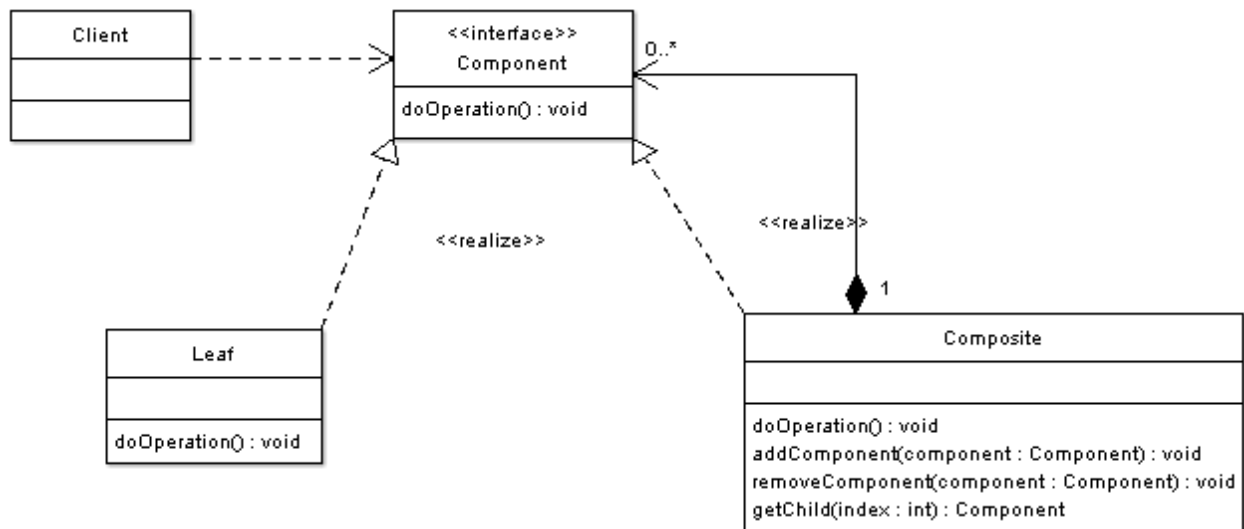 Client
<<interface>>
Component
doOperation() : void
0..*
<<realize>>
<<realize>>
1
Leaf
doOperation() : void
Composite
doOperation() : void
addComponent(component : Component) : void
removeComponent(component : Component) : void
getChild(index : int) : Component